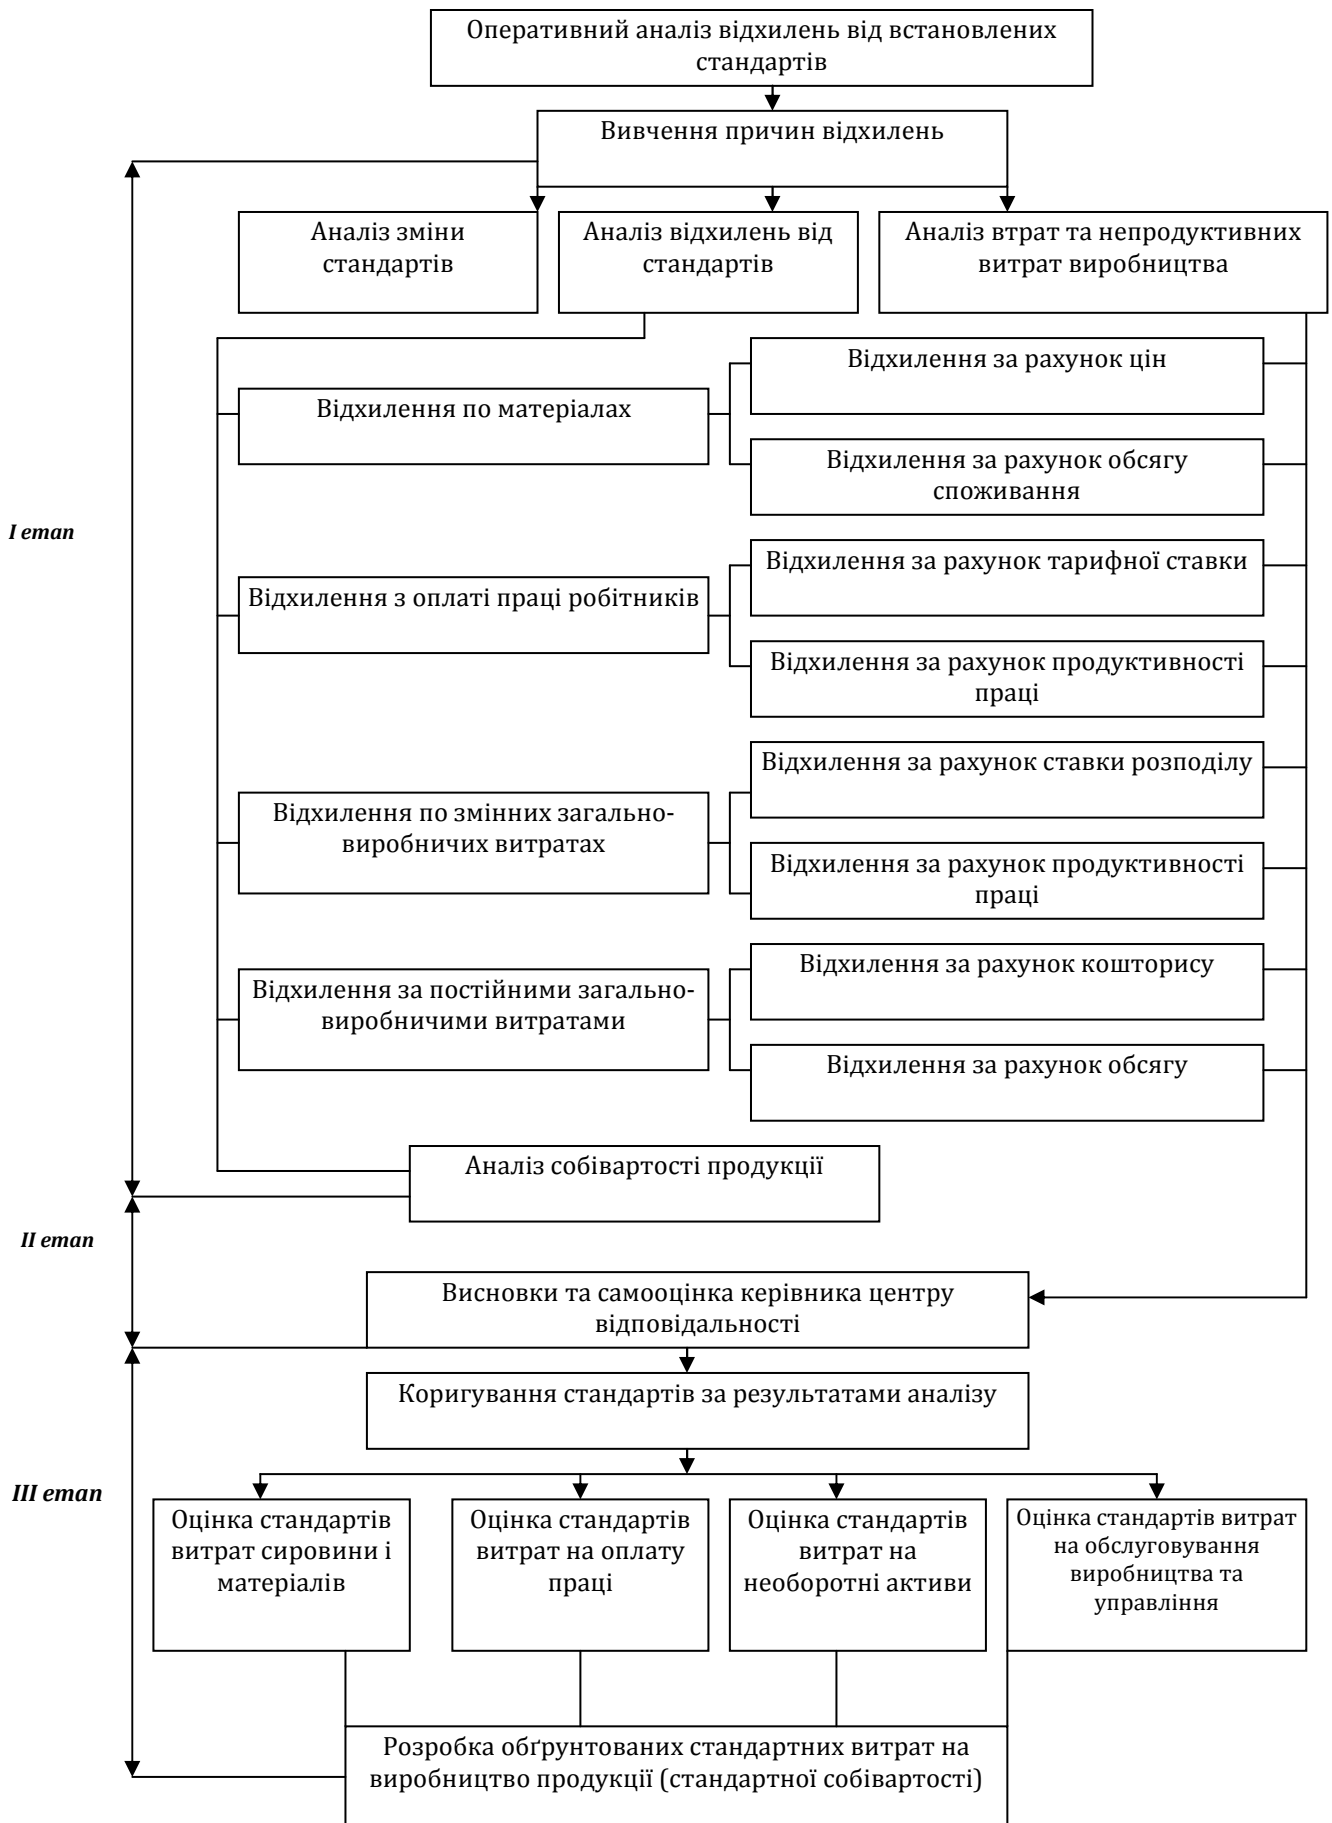 Оперативний аналіз відхилень від встановлених
стандартів
Вивчення причин відхилень
Аналіз зміни
стандартів
Аналіз відхилень від
стандартів
Аналіз втрат та непродуктивних
витрат виробництва
Відхилення за рахунок цін
Відхилення по матеріалах
Відхилення за рахунок обсягу
споживання
I етап
Відхилення за рахунок тарифної ставки
Відхилення з оплаті праці робітників
Відхилення за рахунок продуктивності
праці
Відхилення за рахунок ставки розподілу
Відхилення по змінних загально-
виробничих витратах
Відхилення за рахунок продуктивності
праці
Відхилення за рахунок кошторису
Відхилення за постійними загально-
виробничими витратами
Відхилення за рахунок обсягу
Аналіз собівартості продукції
II етап
Висновки та самооцінка керівника центру
відповідальності
Коригування стандартів за результатами аналізу
III етап
Оцінка стандартів
витрат сировини і
матеріалів
Оцінка стандартів
витрат на оплату
праці
Оцінка стандартів
витрат на
необоротні активи
Оцінка стандартів витрат
на обслуговування
виробництва та
управління
Розробка обґрунтованих стандартних витрат на
виробництво продукції (стандартної собівартості)